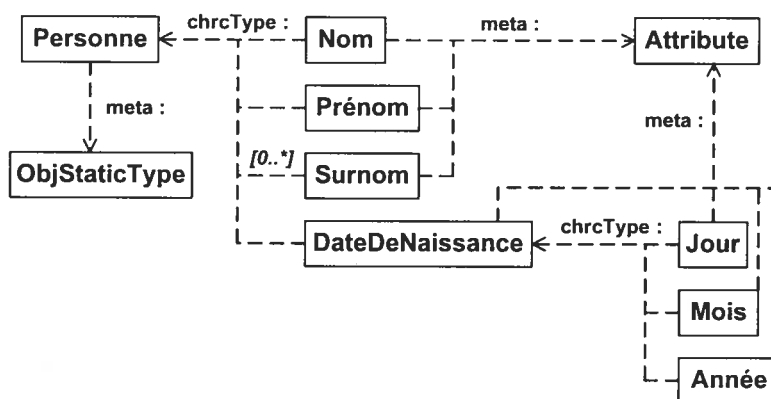 chrcType : meta :
Personne Nom Attribute
meta : Prénom meta :
[0..*]
ObjStaticType Surnom
DateDeNaissance chrcType : Jour
Mois
Année